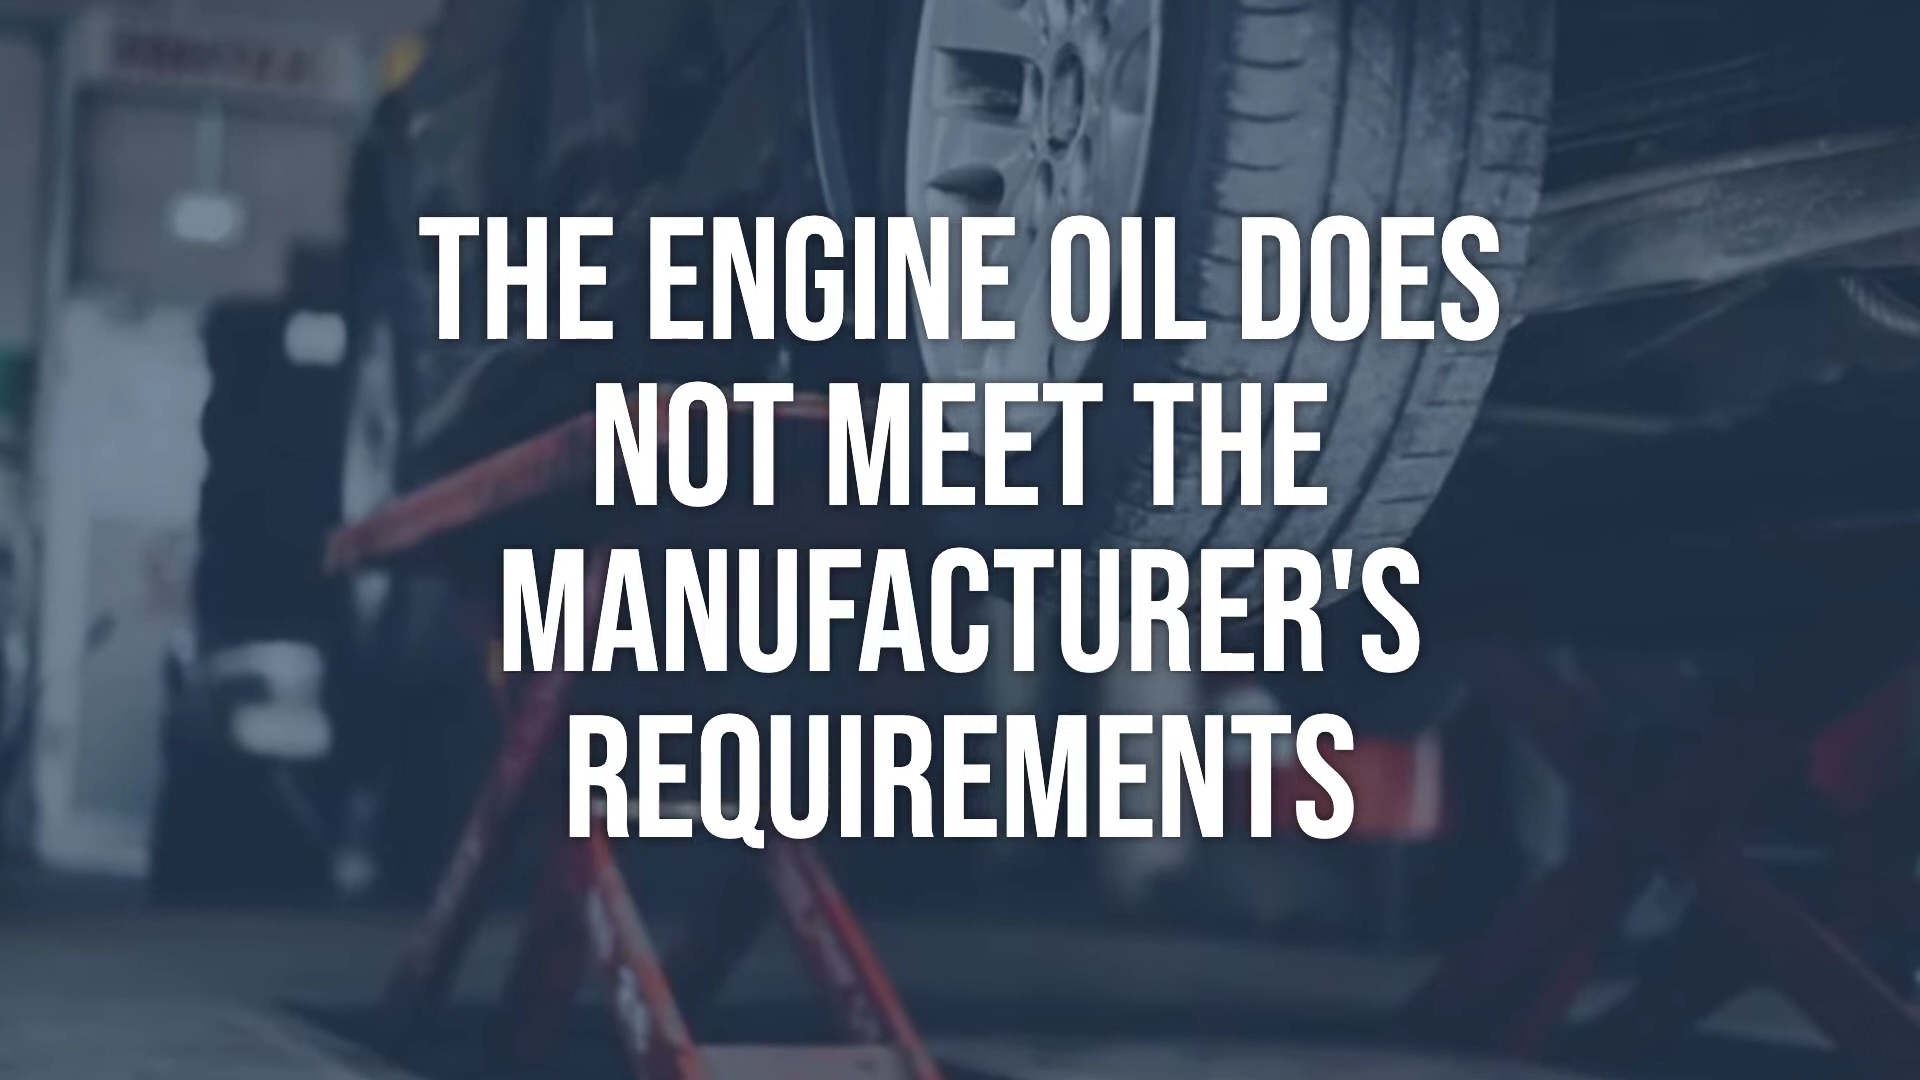 THE ENGINE OIL DOES
NOT MEET THE
MANUFACTURER'S
REQUIREMENTS